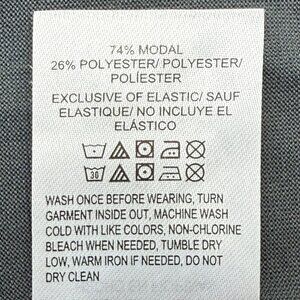 74% MODAL
26% POLYESTER/ POLYESTER/
POLÍESTER
EXCLUSIVE OF ELASTIC/ SAUF
ELASTIQUE/ NO INCLUYE EL
ELÁSTICO
30
WASH ONCE BEFORE WEARING, TURN
GARMENT INSIDE OUT, MACHINE WASH
COLD WITH LIKE COLORS, NON-CHLORINE
BLEACH WHEN NEEDED, TUMBLE DRY
LOW, WARM IRON IF NEEDED, DO NOT
DRY CLEAN